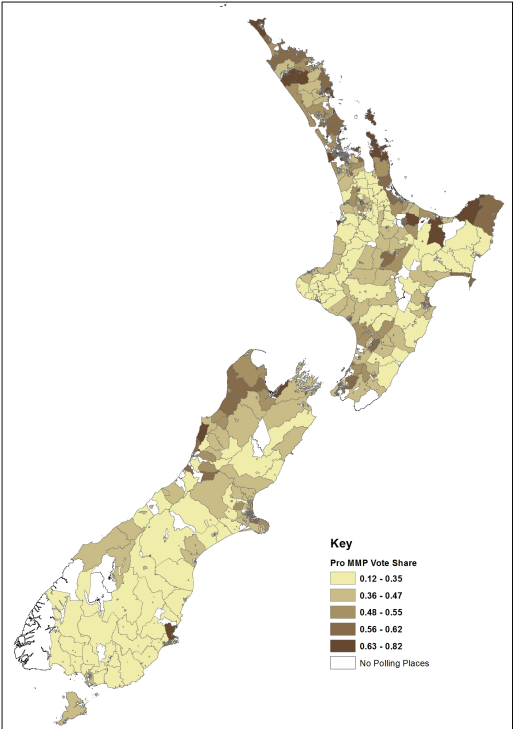 Key
Pro MMP Vote Share
0.12 - 0.35
0.36 - 0.47
0.48 - 0.55
0.56 - 0.62
0.63 - 0.82
No Polling Places